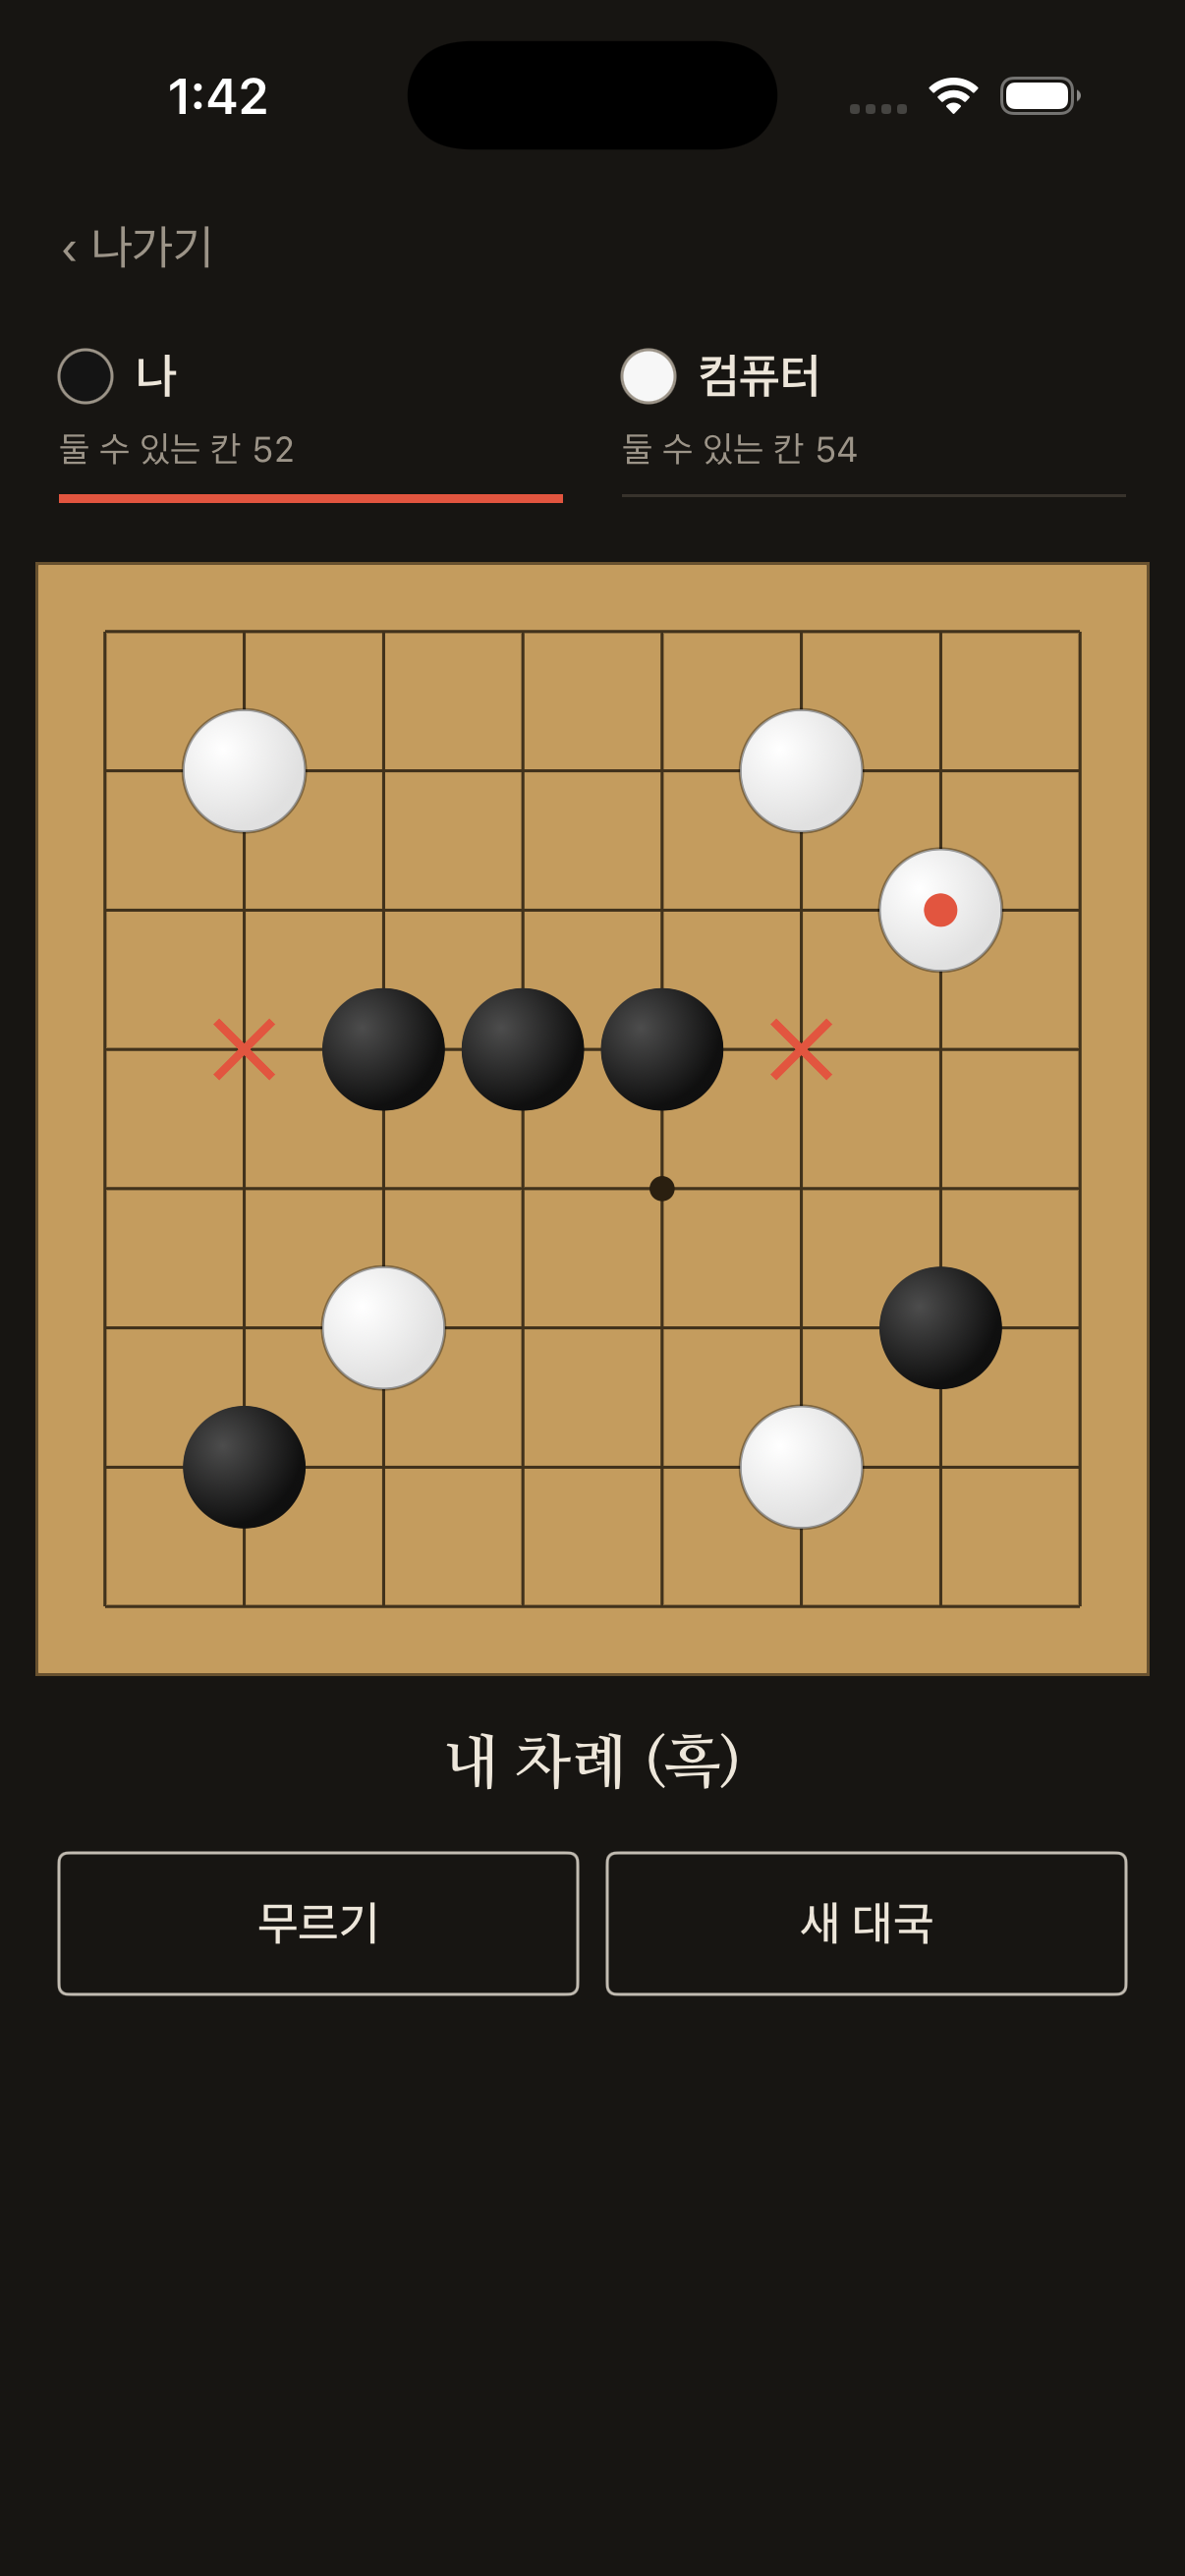 1:42
‹ 나가기
나
둘 수 있는 칸 52
컴퓨터
둘 수 있는 칸 54
내 차례 (흑)
무르기
새 대국